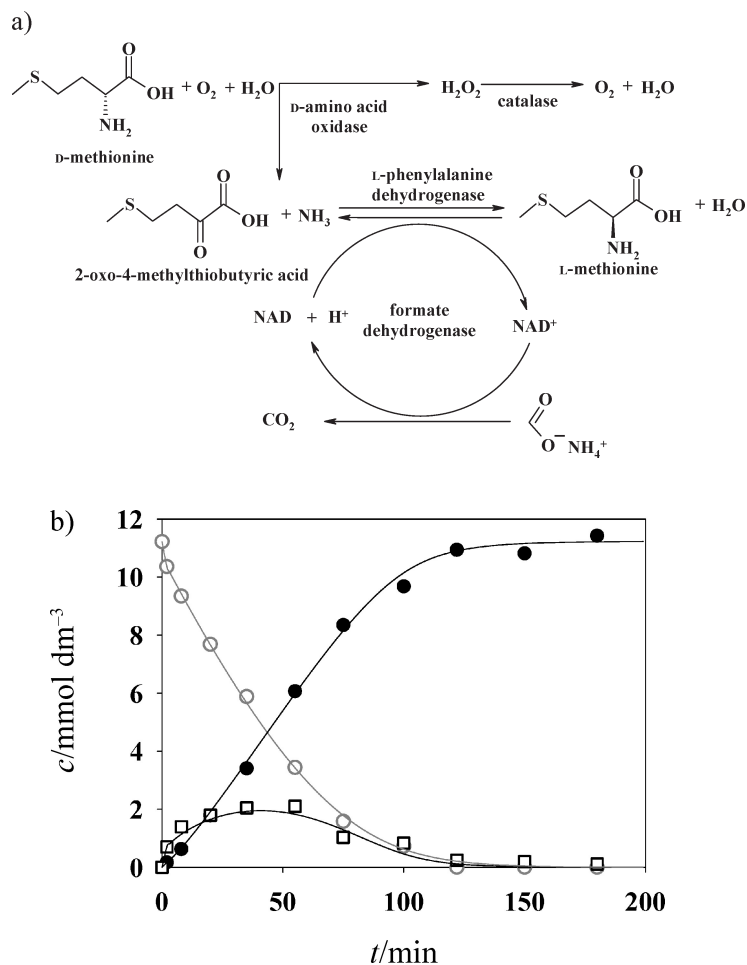 a)
S O OH NH₂ + O₂ + H₂O H₂O₂ O₂ + H₂O
D-amino acid oxidase
catalase
D-methionine
L-phenylalanine dehydrogenase
S O OH O + NH₃ S O OH NH₂ + H₂O
2-oxo-4-methylthiobutyric acid
L-methionine
NAD + H⁺
formate dehydrogenase
NAD⁺
CO₂
O O⁻ NH₄⁺
b)
12
10
8
6
4
2
0
c/mmol dm⁻³
0 50 100 150 200
t/min